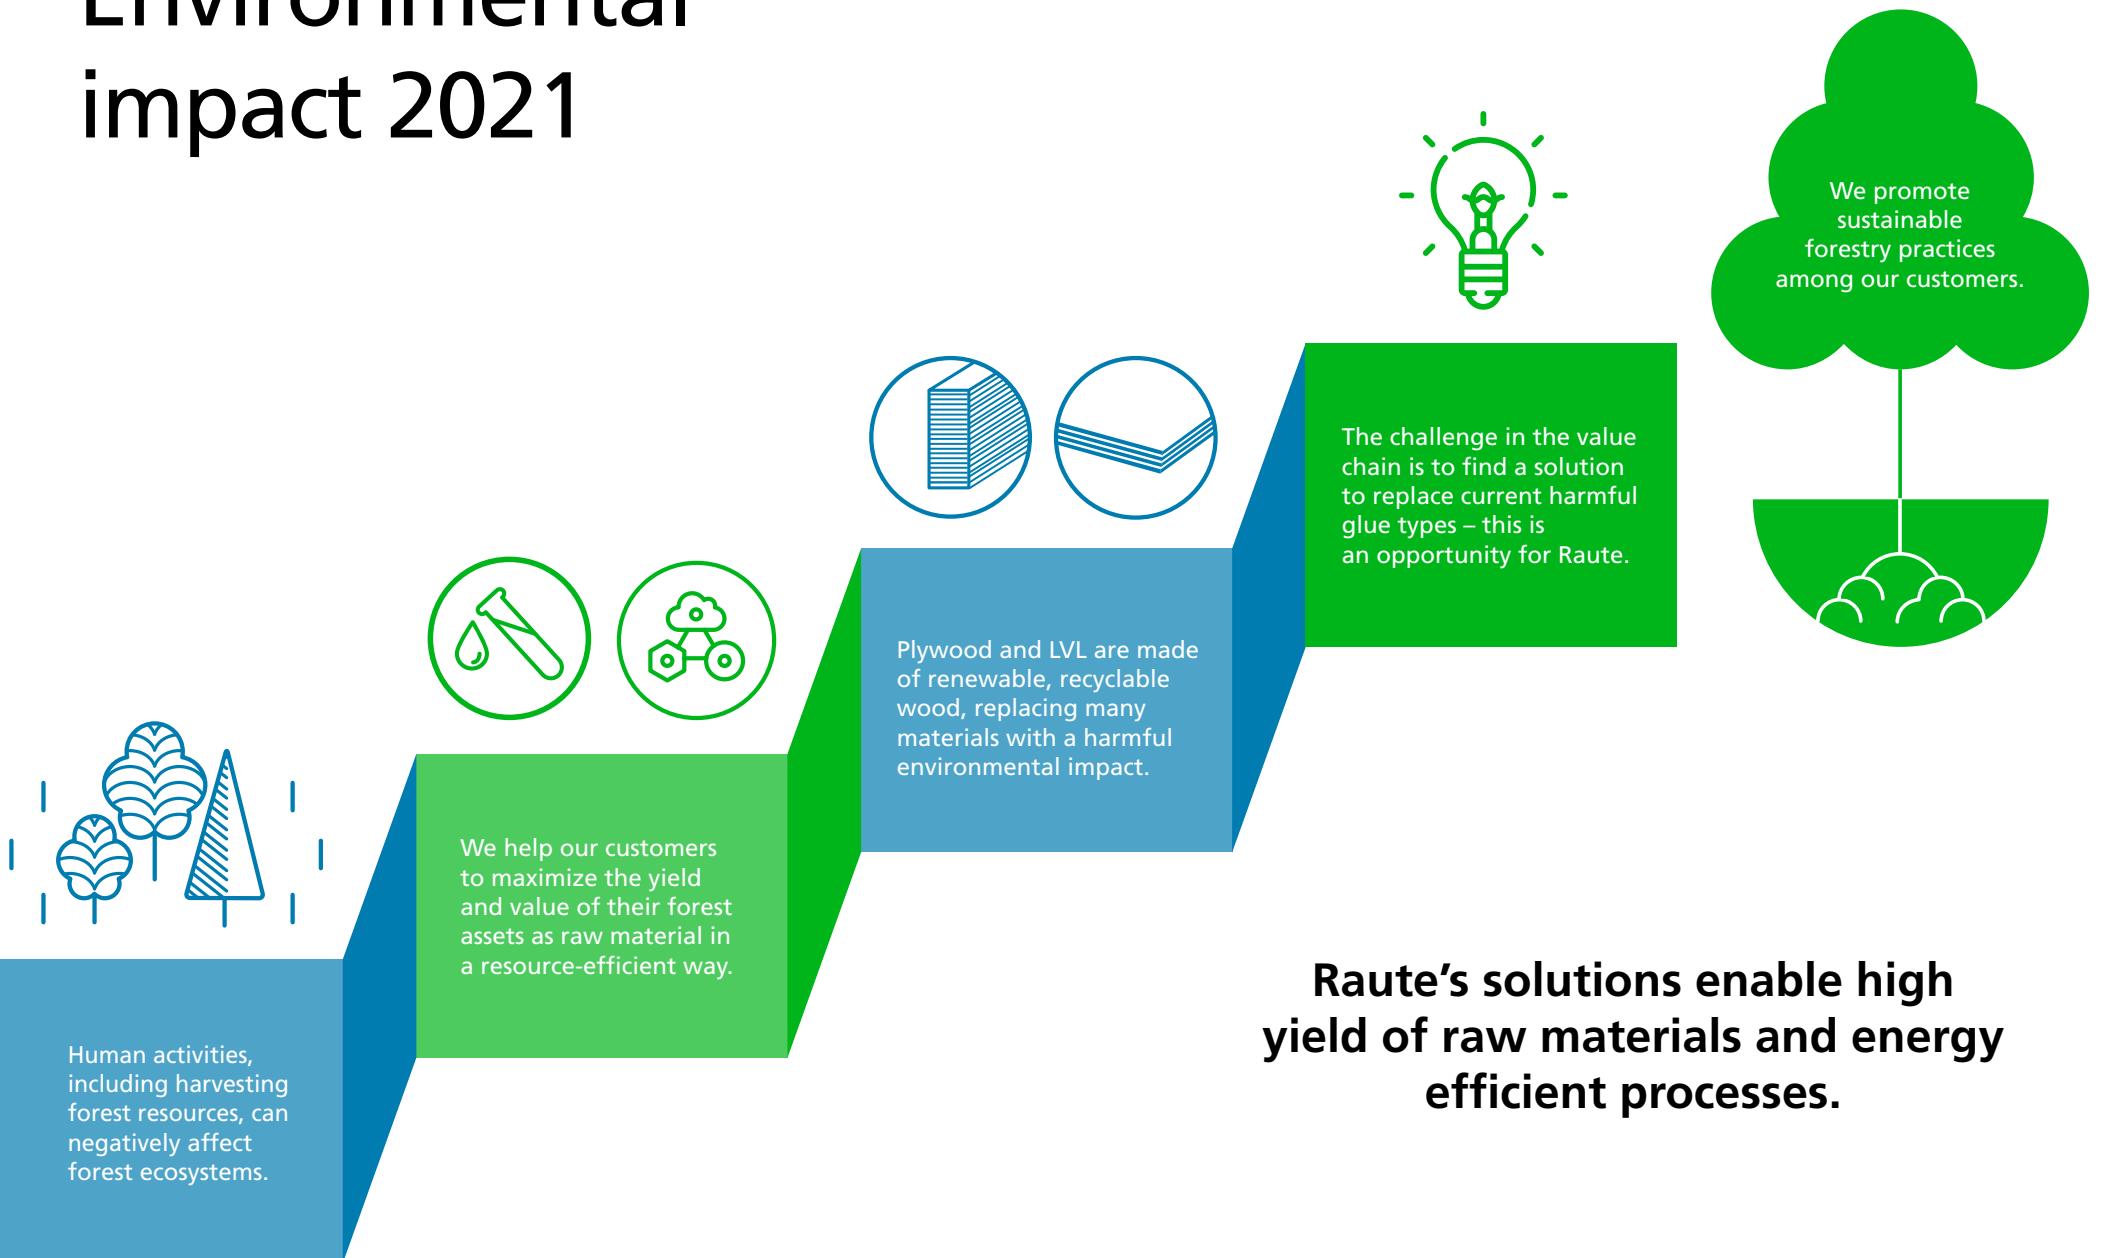 Environmental
impact 2021
We promote
sustainable
forestry practices
among our customers.
The challenge in the value
chain is to find a solution
to replace current harmful
glue types – this is
an opportunity for Raute.
Plywood and LVL are made
of renewable, recyclable
wood, replacing many
materials with a harmful
environmental impact.
We help our customers
to maximize the yield
and value of their forest
assets as raw material in
a resource-efficient way.
Human activities,
including harvesting
forest resources, can
negatively affect
forest ecosystems.
Raute’s solutions enable high
yield of raw materials and energy
efficient processes.